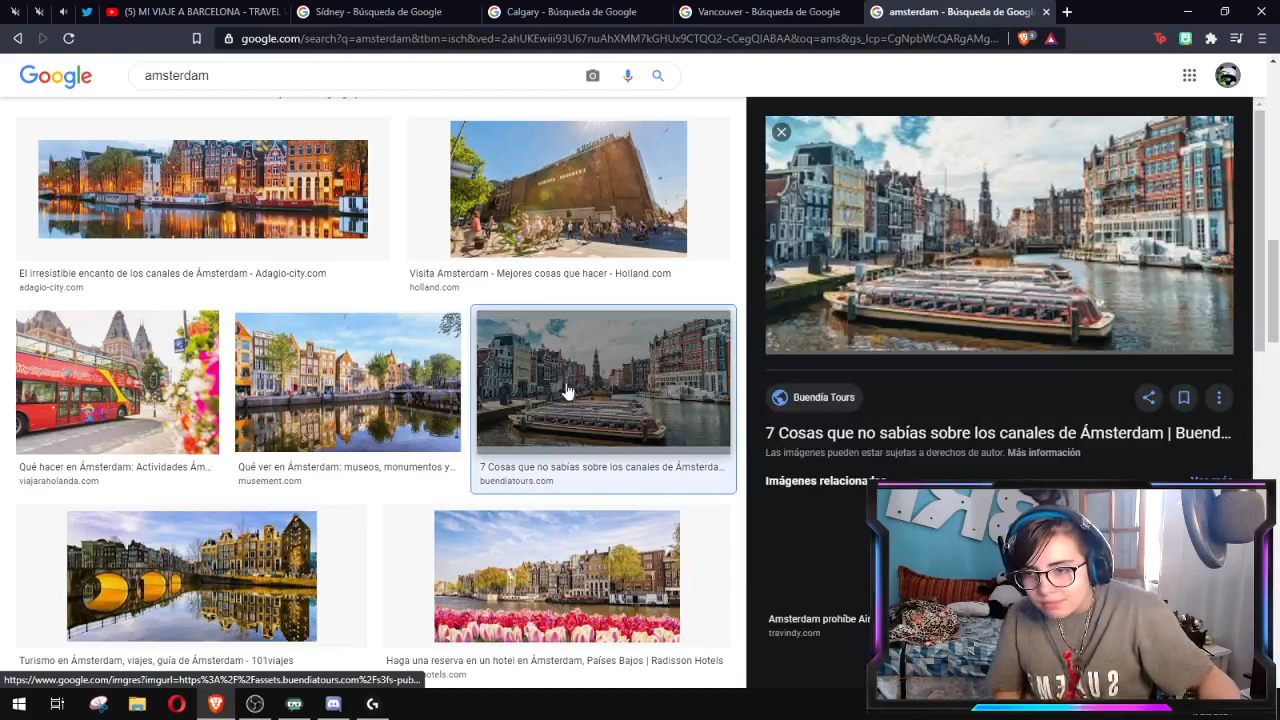 (5) MI VIAJE A BARCELONA - TRAVEL
Sídney - Búsqueda de Google
Calgary - Búsqueda de Google
Vancouver - Búsqueda de Google
amsterdam - Búsqueda de Google
google.com/search?q=amsterdam&tbm=isch&ved=2ahUKEwiii93U67nuAhXMM7kGHUx9CTQQ2-cCegQIABAA&oq=ams&gs_lcp=CgNpbWcQARgAMg...
Google
amsterdam
El irresistible encanto de los canales de Ámsterdam - Adagio-city.com
adagio-city.com
Visita Amsterdam - Mejores cosas que hacer - Holland.com
holland.com
Qué hacer en Ámsterdam: Actividades Ám...
viajaraholanda.com
Qué ver en Ámsterdam: museos, monumentos y...
musement.com
7 Cosas que no sabías sobre los canales de Ámsterda...
buendiatours.com
Turismo en Ámsterdam, viajes, guía de Ámsterdam - 101viajes
Haga una reserva en un hotel en Ámsterdam, Países Bajos | Radisson Hotels
hotels.com
https://www.google.com/imgres?imgurl=https%3A%2F%2Fassets.buendiatours.com%2Fs3fs-pub...
Buendía Tours
7 Cosas que no sabías sobre los canales de Ámsterdam | Buend...
Las imágenes pueden estar sujetas a derechos de autor. Más información
Imágenes relacionadas
Amsterdam prohíbe Air
travindy.com